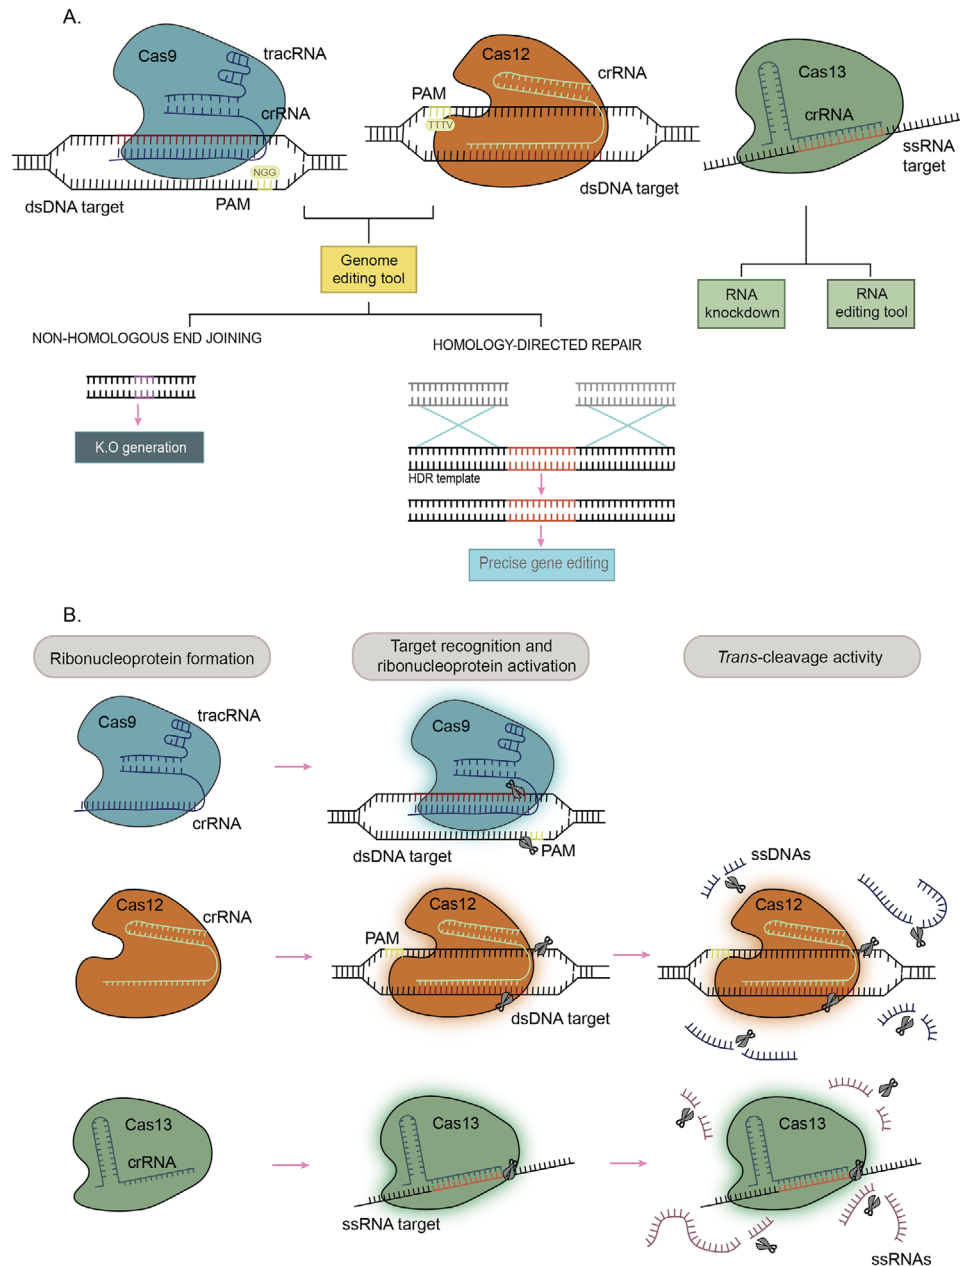 A.
Cas9
tracRNA
crRNA
NGG
dsDNA target
PAM
Cas12
crRNA
PAM
TTTV
dsDNA target
Cas13
crRNA
ssRNA
target
Genome
editing tool
RNA
knockdown
RNA
editing tool
NON-HOMOLOGOUS END JOINING
HOMOLOGY-DIRECTED REPAIR
K.O generation
HDR template
Precise gene editing
B.
Ribonucleoprotein formation
Target recognition and
ribonucleoprotein activation
Trans-cleavage activity
Cas9
tracRNA
crRNA
Cas9
dsDNA target
PAM
Cas12
crRNA
Cas12
PAM
dsDNA target
ssDNAs
Cas12
Cas13
crRNA
Cas13
ssRNA target
Cas13
ssRNAs